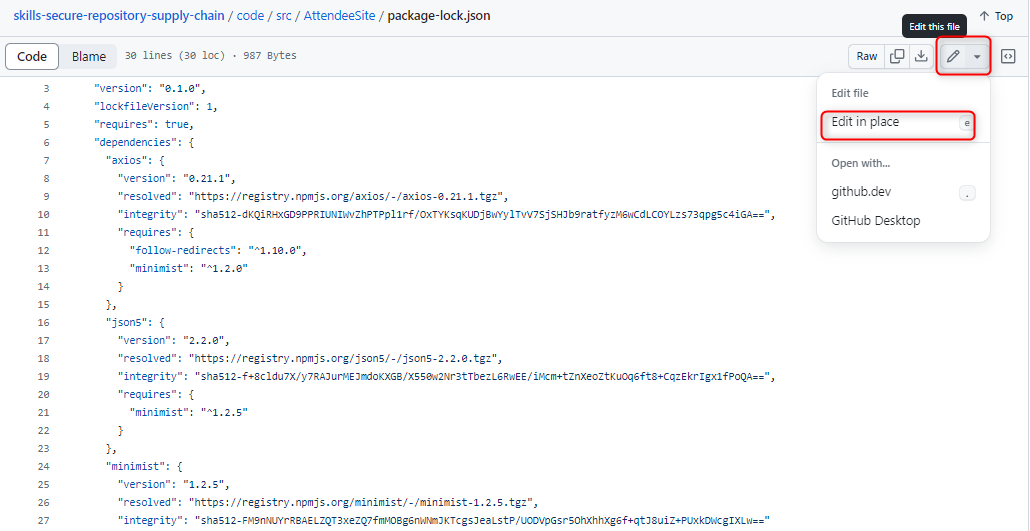 skills-secure-repository-supply-chain / code / src / AttendeeSite / package-lock.json
Top
Edit this file
Code Blame 30 lines (30 loc) · 987 Bytes
Raw
3 "version": "0.1.0",
4 "lockfileVersion": 1,
5 "requires": true,
6 "dependencies": {
7 "axios": {
8 "version": "0.21.1",
9 "resolved": "https://registry.npmjs.org/axios/-/axios-0.21.1.tgz",
10 "integrity": "sha512-dKQiRHxGD9PPRIUNIWvZhPTPpl1rf/OxTYKsqKUDjBwYylTvV7SjSHJb9ratfyzM6wCdLCOYLzs73qpg5c4iGA==",
11 "requires": {
12 "follow-redirects": "^1.10.0",
13 "minimist": "^1.2.0"
14 }
15 },
16 "json5": {
17 "version": "2.2.0",
18 "resolved": "https://registry.npmjs.org/json5/-/json5-2.2.0.tgz",
19 "integrity": "sha512-f+8cldu7X/y7RAJurMEJmdoKXGB/X550w2Nr3tTbezL6RwEE/iMcm+tZnXeoZtKuOq6ft8+CqzEkrIgx1fPoQA==",
20 "requires": {
21 "minimist": "^1.2.5"
22 }
23 },
24 "minimist": {
25 "version": "1.2.5",
26 "resolved": "https://registry.npmjs.org/minimist/-/minimist-1.2.5.tgz",
27 "integrity": "sha512-FM9nNUYrRBAELZQT3xeZQ7fmMOBg6nWNmJKTcgsJeaLstP/UODVpGsr5OhXhhXg6f+qtJ8uiZ+PUxkDWcgIXLw=="
Edit file
Edit in place e
Open with...
github.dev .
GitHub Desktop